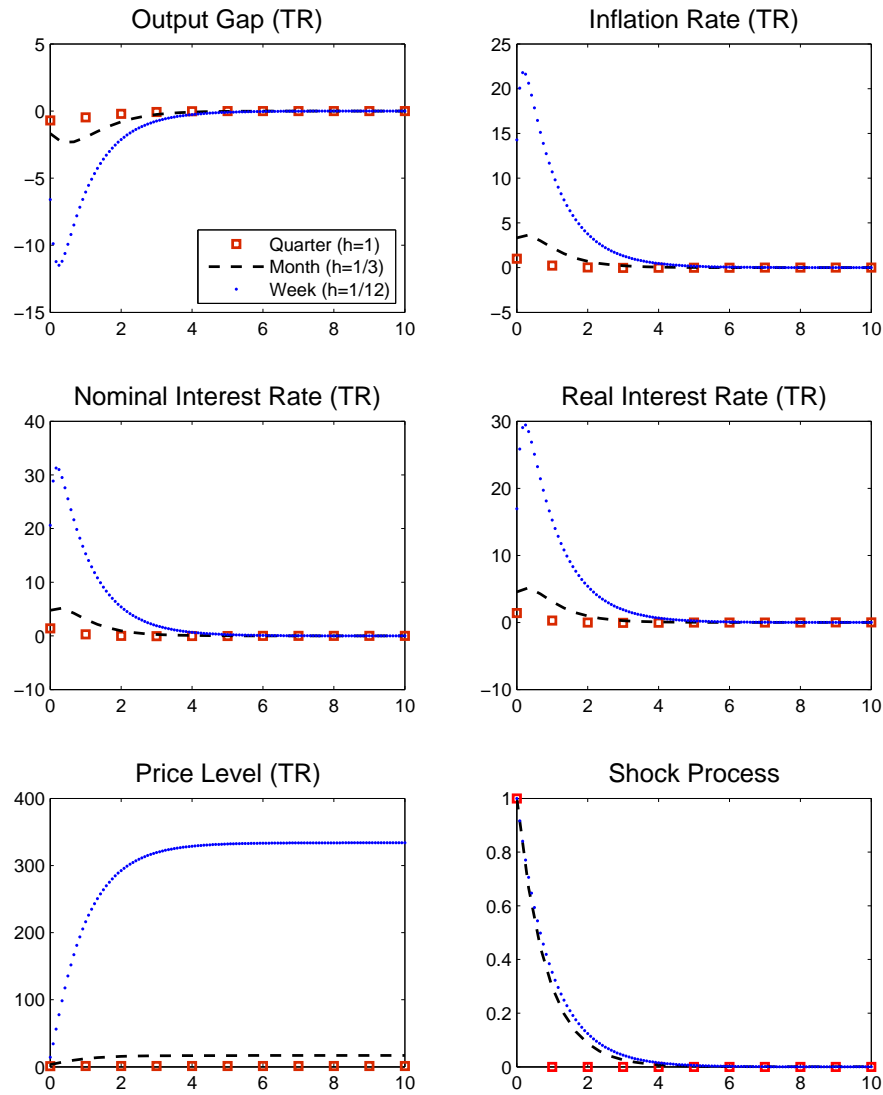 Output Gap (TR)
5
0
−5
−10
−15
0 2 4 6 8 10
Quarter (h=1)
Month (h=1/3)
Week (h=1/12)
Inflation Rate (TR)
25
20
15
10
5
0
−5
0 2 4 6 8 10
Nominal Interest Rate (TR)
40
30
20
10
0
−10
0 2 4 6 8 10
Real Interest Rate (TR)
30
20
10
0
−10
0 2 4 6 8 10
Price Level (TR)
400
300
200
100
0
0 2 4 6 8 10
Shock Process
1
0.8
0.6
0.4
0.2
0
0 2 4 6 8 10